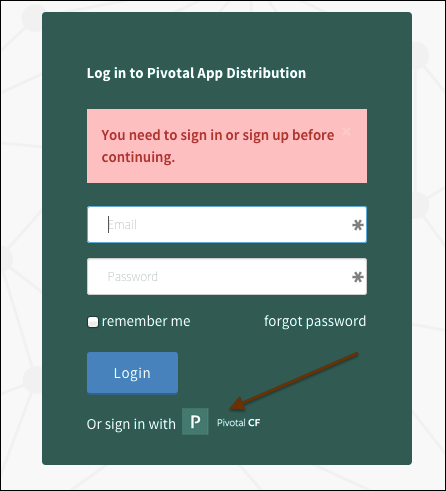 Log in to Pivotal App Distribution
You need to sign in or sign up before ×
continuing.
Email *
Password *
remember me forgot password
Login
Or sign in with P Pivotal CF